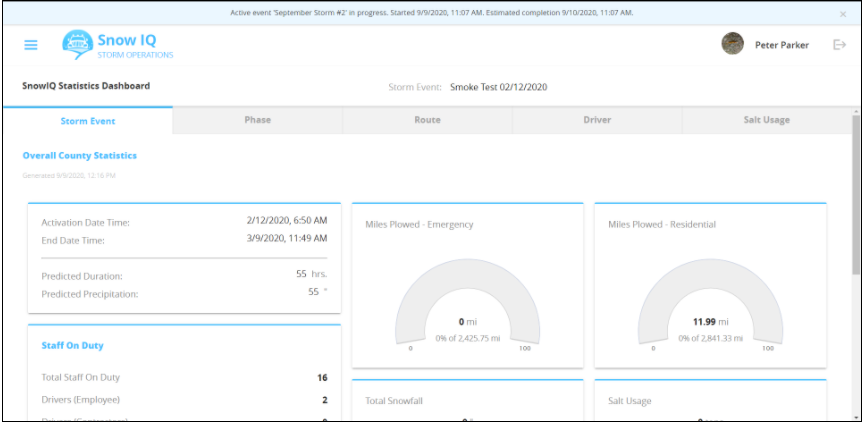 Active event 'September Storm #2' in progress. Started 9/9/2020, 11:07 AM. Estimated completion 9/10/2020, 11:07 AM.
Snow IQ
STORM OPERATIONS
Peter Parker
SnowIQ Statistics Dashboard
Storm Event: Smoke Test 02/12/2020
Storm Event Phase Route Driver Salt Usage
Overall County Statistics
Generated 9/9/2020, 12:16 PM
Activation Date Time: 2/12/2020, 6:50 AM
End Date Time: 3/9/2020, 11:49 AM
Predicted Duration: 55 hrs.
Predicted Precipitation: 55 "
Miles Plowed - Emergency
0 mi
0% of 2,425.75 mi
0 100
Miles Plowed - Residential
11.99 mi
0% of 2,841.33 mi
0 100
Staff On Duty
Total Staff On Duty 16
Drivers (Employee) 2
Total Snowfall
Salt Usage